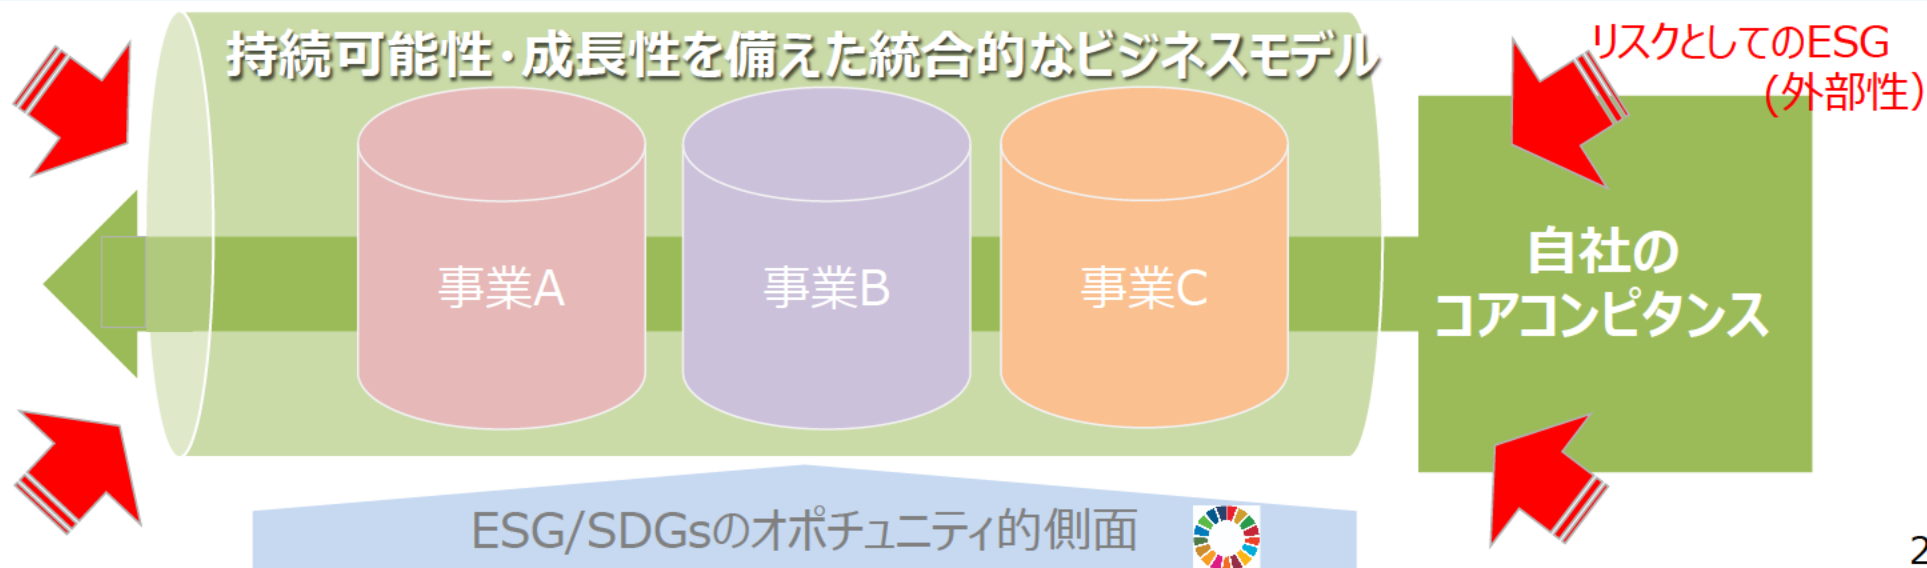 持続可能性・成長性を備えた統合的なビジネスモデル
リスクとしてのESG
(外部性)
事業A
事業B
事業C
自社の
コアコンピタンス
ESG/SDGsのオポチュニティ的側面
2